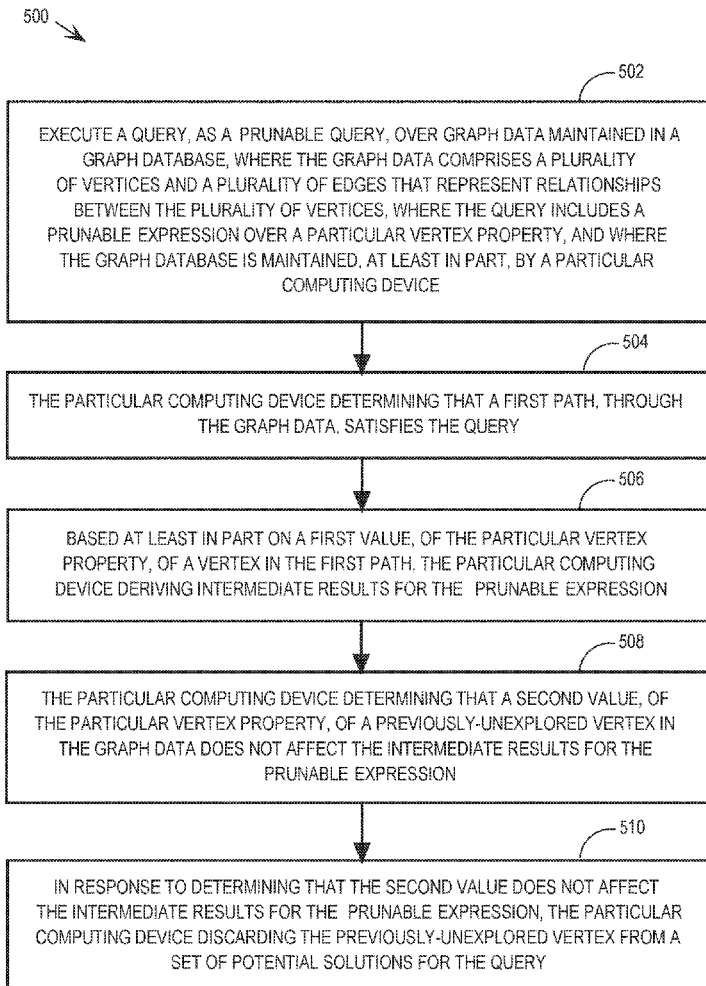 500
502
EXECUTE A QUERY, AS A PRUNABLE QUERY, OVER GRAPH DATA MAINTAINED IN A
GRAPH DATABASE, WHERE THE GRAPH DATA COMPRISES A PLURALITY
OF VERTICES AND A PLURALITY OF EDGES THAT REPRESENT RELATIONSHIPS
BETWEEN THE PLURALITY OF VERTICES, WHERE THE QUERY INCLUDES A
PRUNABLE EXPRESSION OVER A PARTICULAR VERTEX PROPERTY, AND WHERE
THE GRAPH DATABASE IS MAINTAINED, AT LEAST IN PART, BY A PARTICULAR
COMPUTING DEVICE
504
THE PARTICULAR COMPUTING DEVICE DETERMINING THAT A FIRST PATH, THROUGH
THE GRAPH DATA, SATISFIES THE QUERY
506
BASED AT LEAST IN PART ON A FIRST VALUE, OF THE PARTICULAR VERTEX
PROPERTY, OF A VERTEX IN THE FIRST PATH, THE PARTICULAR COMPUTING
DEVICE DERIVING INTERMEDIATE RESULTS FOR THE PRUNABLE EXPRESSION
508
THE PARTICULAR COMPUTING DEVICE DETERMINING THAT A SECOND VALUE, OF
THE PARTICULAR VERTEX PROPERTY, OF A PREVIOUSLY-UNEXPLORED VERTEX IN
THE GRAPH DATA DOES NOT AFFECT THE INTERMEDIATE RESULTS FOR THE
PRUNABLE EXPRESSION
510
IN RESPONSE TO DETERMINING THAT THE SECOND VALUE DOES NOT AFFECT
THE INTERMEDIATE RESULTS FOR THE PRUNABLE EXPRESSION, THE PARTICULAR
COMPUTING DEVICE DISCARDING THE PREVIOUSLY-UNEXPLORED VERTEX FROM A
SET OF POTENTIAL SOLUTIONS FOR THE QUERY